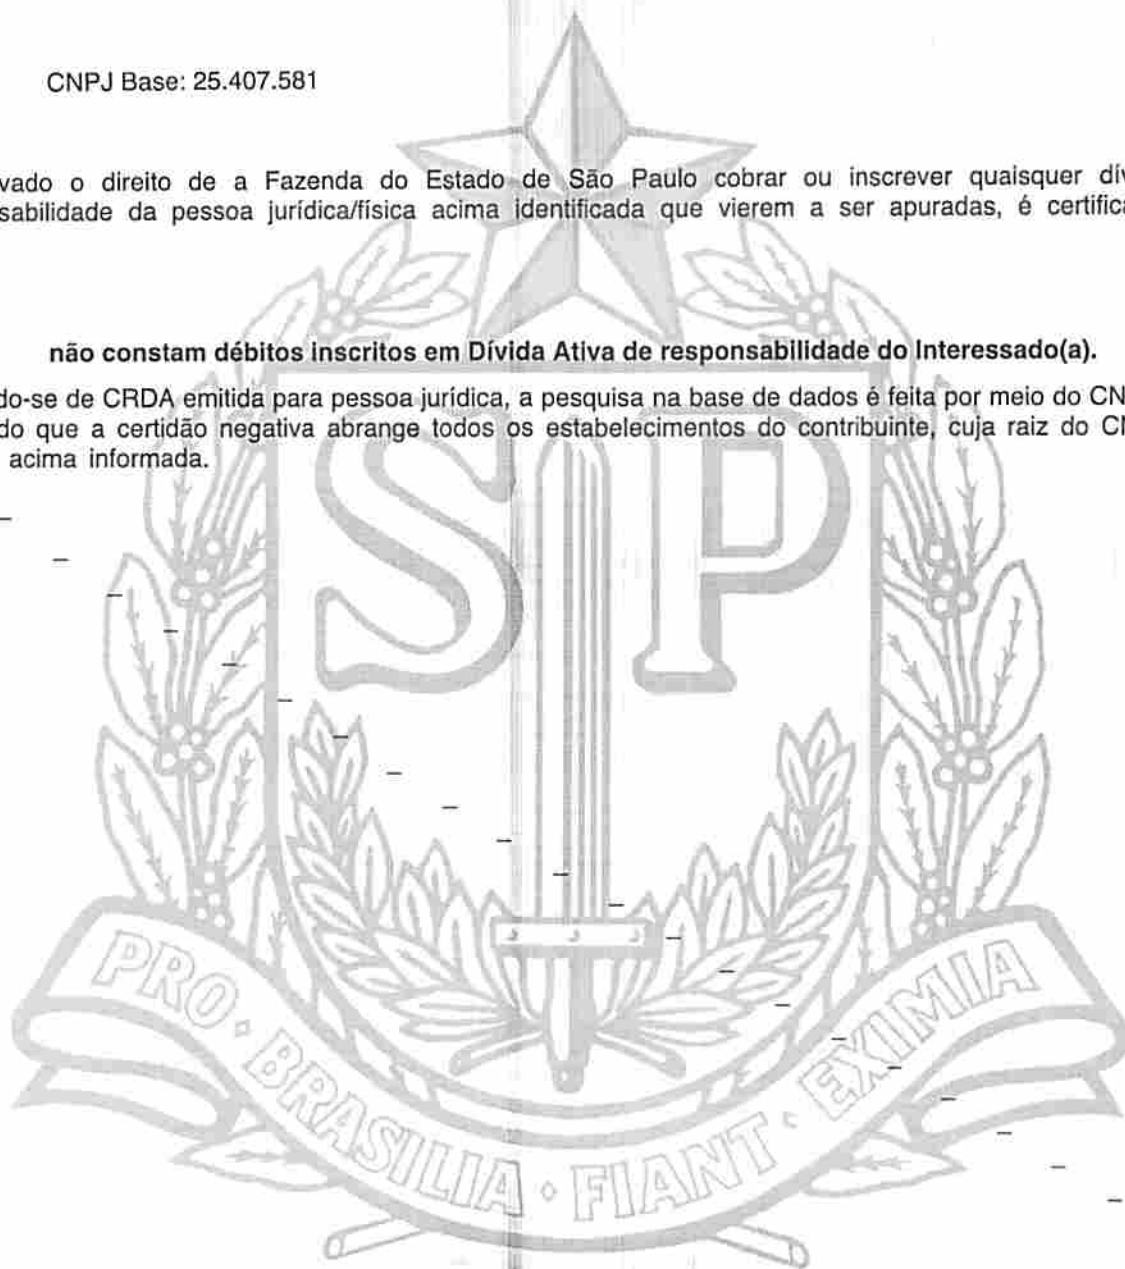 CNPJ Base: 25.407.581
vado o direito de a Fazenda do Estado de São Paulo cobrar ou inscrever quaisquer dív
sabilidade da pessoa jurídica/física acima identificada que vierem a ser apuradas, é certifica
não constam débitos inscritos em Dívida Ativa de responsabilidade do Interessado(a).
do-se de CRDA emitida para pessoa jurídica, a pesquisa na base de dados é feita por meio do CN
do que a certidão negativa abrange todos os estabelecimentos do contribuinte, cuja raiz do CN
acima informada.
SP
PRO · BRASILIA · FIANT · EXIMIA